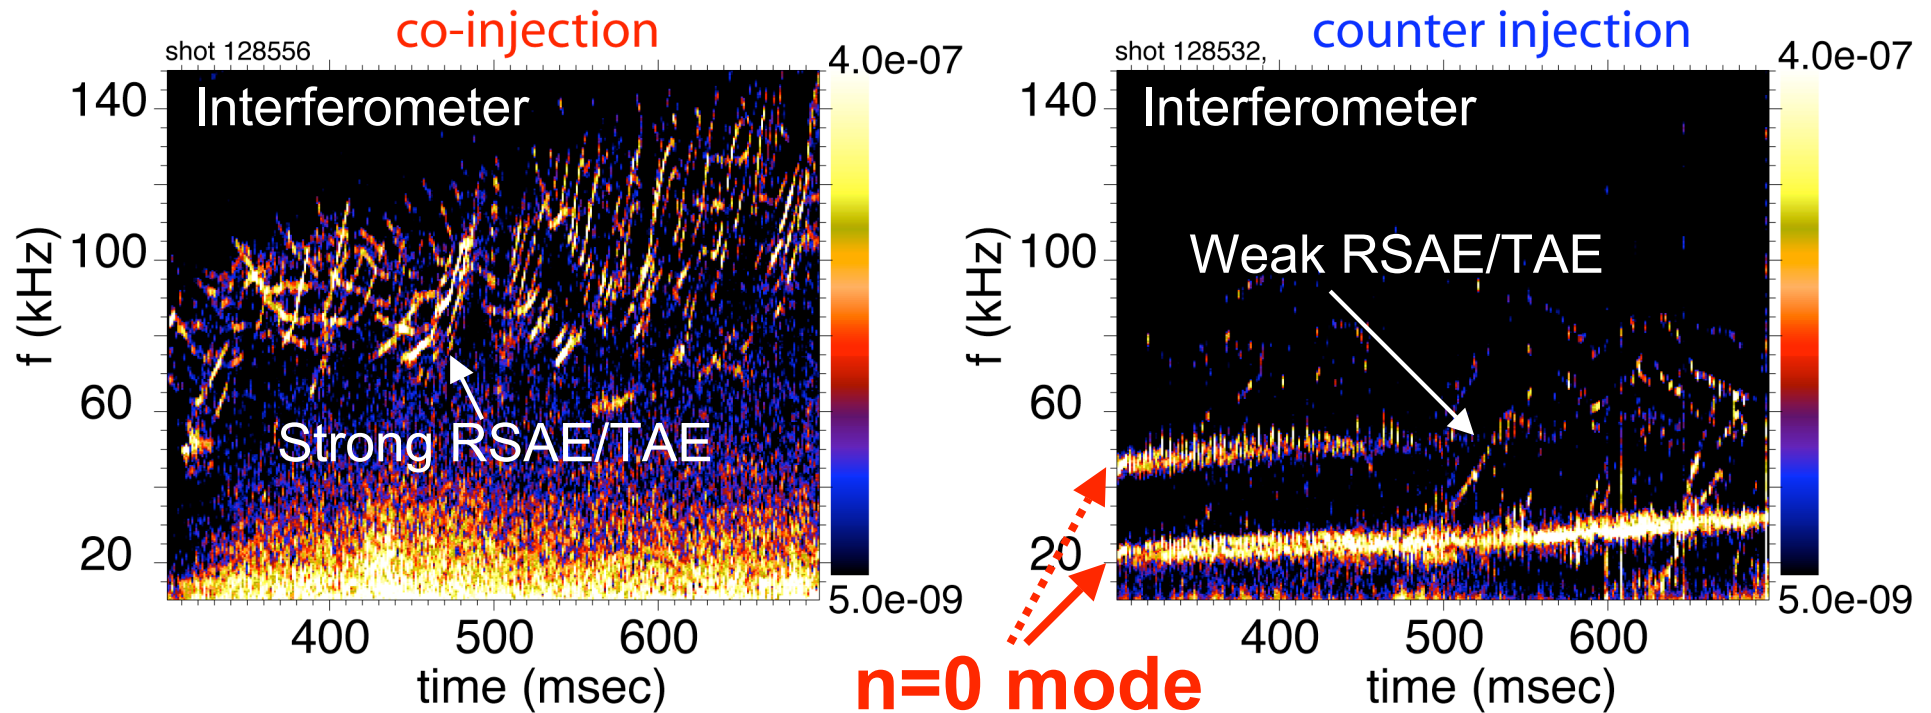 co-injection
shot 128556
4.0e-07
Interferometer
140
100
60
20
f (kHz)
Strong RSAE/TAE
5.0e-09
400 500 600
time (msec)
counter injection
shot 128532,
4.0e-07
Interferometer
140
100
60
20
f (kHz)
Weak RSAE/TAE
5.0e-09
400 500 600
time (msec)
n=0 mode